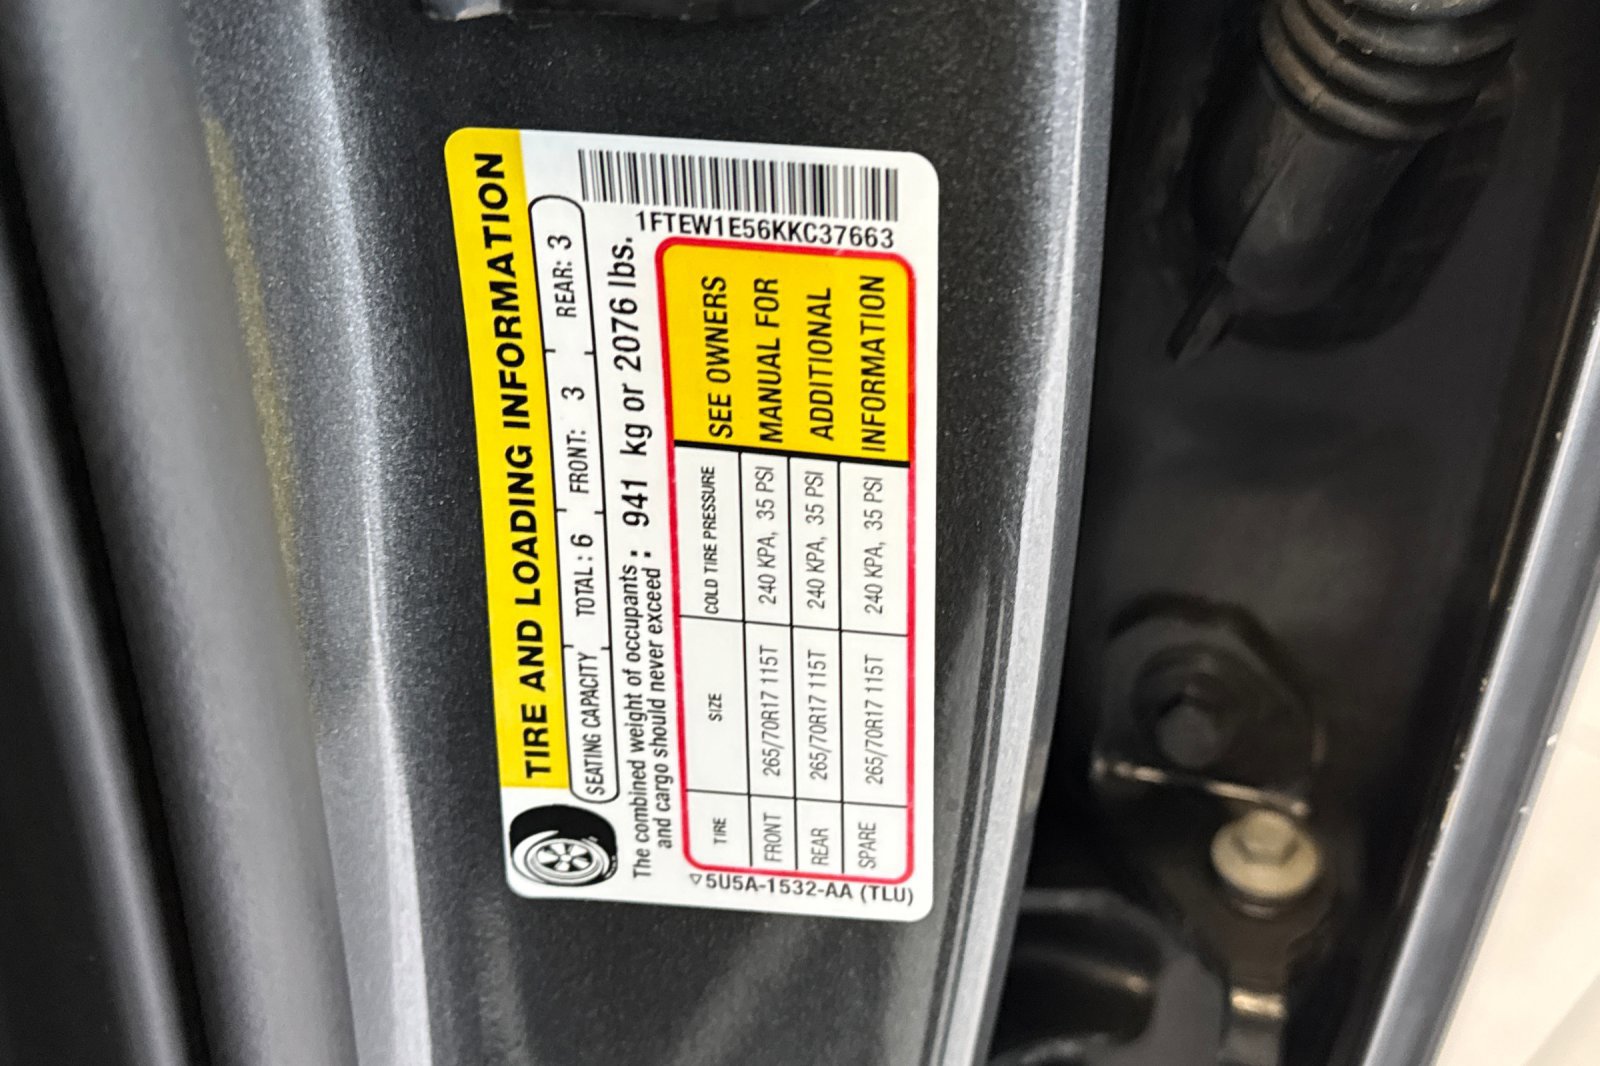 TIRE AND LOADING INFORMATION
SEATING CAPACITY TOTAL : 6 FRONT: 3 REAR: 3
The combined weight of occupants :
and cargo should never exceed : 941 kg or 2076 lbs.
1FTEW1E56KKC37663
TIRE SIZE COLD TIRE PRESSURE
FRONT 265/70R17 115T 240 KPA, 35 PSI
REAR 265/70R17 115T 240 KPA, 35 PSI
SPARE 265/70R17 115T 240 KPA, 35 PSI
SEE OWNERS
MANUAL FOR
ADDITIONAL
INFORMATION
▽5U5A-1532-AA (TLU)